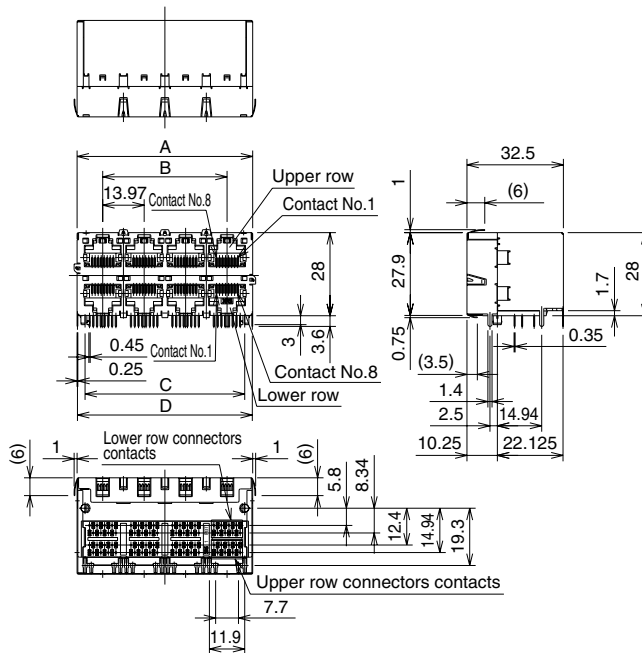 A
B
13.97
Contact No.8
Upper row
Contact No.1
28
3
3.6
0.45
0.25
Contact No.1
Contact No.8
C
Lower row
D
32.5
(6)
1
27.9
0.75
28
1.7
0.35
(3.5)
1.4
2.5
14.94
10.25
22.125
Lower row connectors
contacts
(6)
1
1
(6)
5.8
8.34
12.4
14.94
19.3
Upper row connectors contacts
7.7
11.9